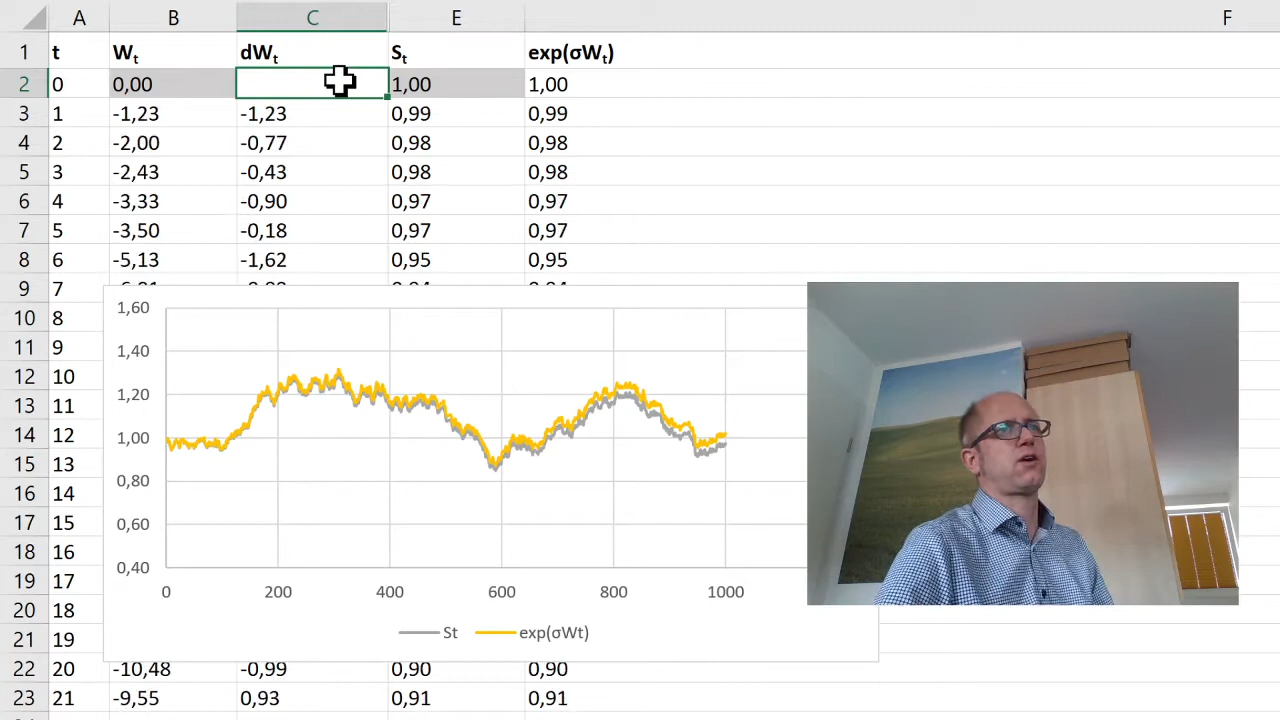 A B C E F
1 t Wt dWt St exp(σWt)
2 0 0,00 1,00 1,00
3 1 -1,23 -1,23 0,99 0,99
4 2 -2,00 -0,77 0,98 0,98
5 3 -2,43 -0,43 0,98 0,98
6 4 -3,33 -0,90 0,97 0,97
7 5 -3,50 -0,18 0,97 0,97
8 6 -5,13 -1,62 0,95 0,95
9 7
10 8
11 9
12 10
13 11
14 12
15 13
16 14
17 15
18 16
19 17
20 18
21 19
22 20 -10,48 -0,99 0,90 0,90
23 21 -9,55 0,93 0,91 0,91
1,60
1,40
1,20
1,00
0,80
0,60
0,40
0 200 400 600 800 1000
St exp(σWt)